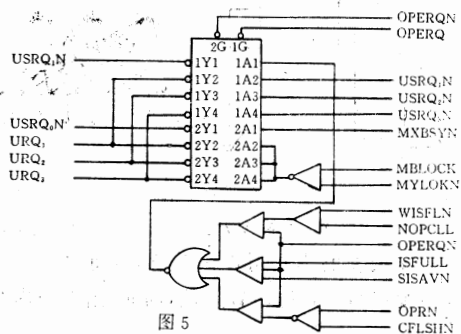 OPERQN
OPERQ
2G 1G
USRQ₁N
1Y1 1A1
1Y2 1A2 USRQ₁N
1Y3 1A3 USRQ₂N
1Y4 1A4
USRQ₀N 2Y1 2A1 MXBSYN
URQ₁ 2Y2 2A2
URQ₂ 2Y3 2A3 MBLOCK
2Y4 2A4 MYLOKN
WISFLN
NOPCLL
OPERQN
ISFULL
SISAVN
OPRN
CFLSHN
图 5